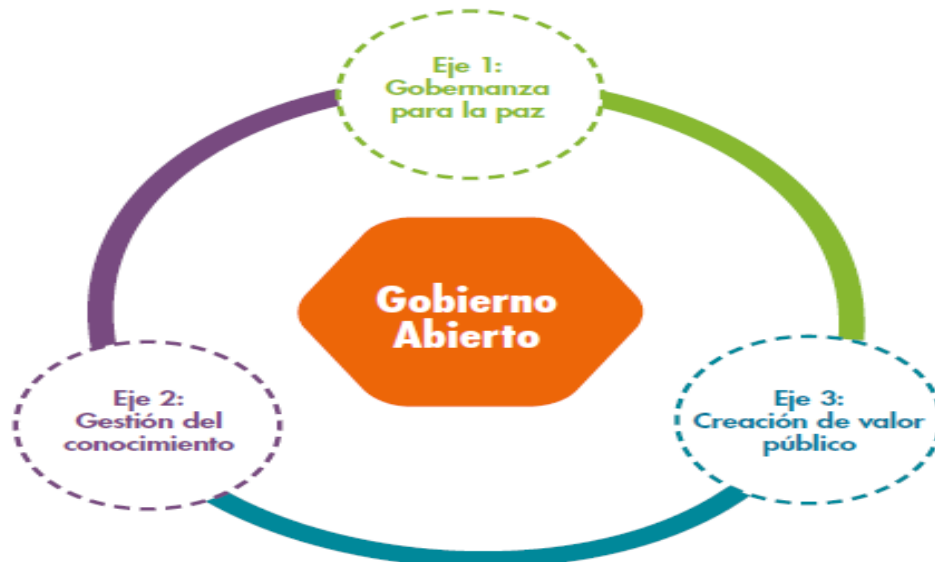 Eje 1:
Gobernanza
para la paz
Gobierno
Abierto
Eje 2:
Gestión del
conocimiento
Eje 3:
Creación de valor
público